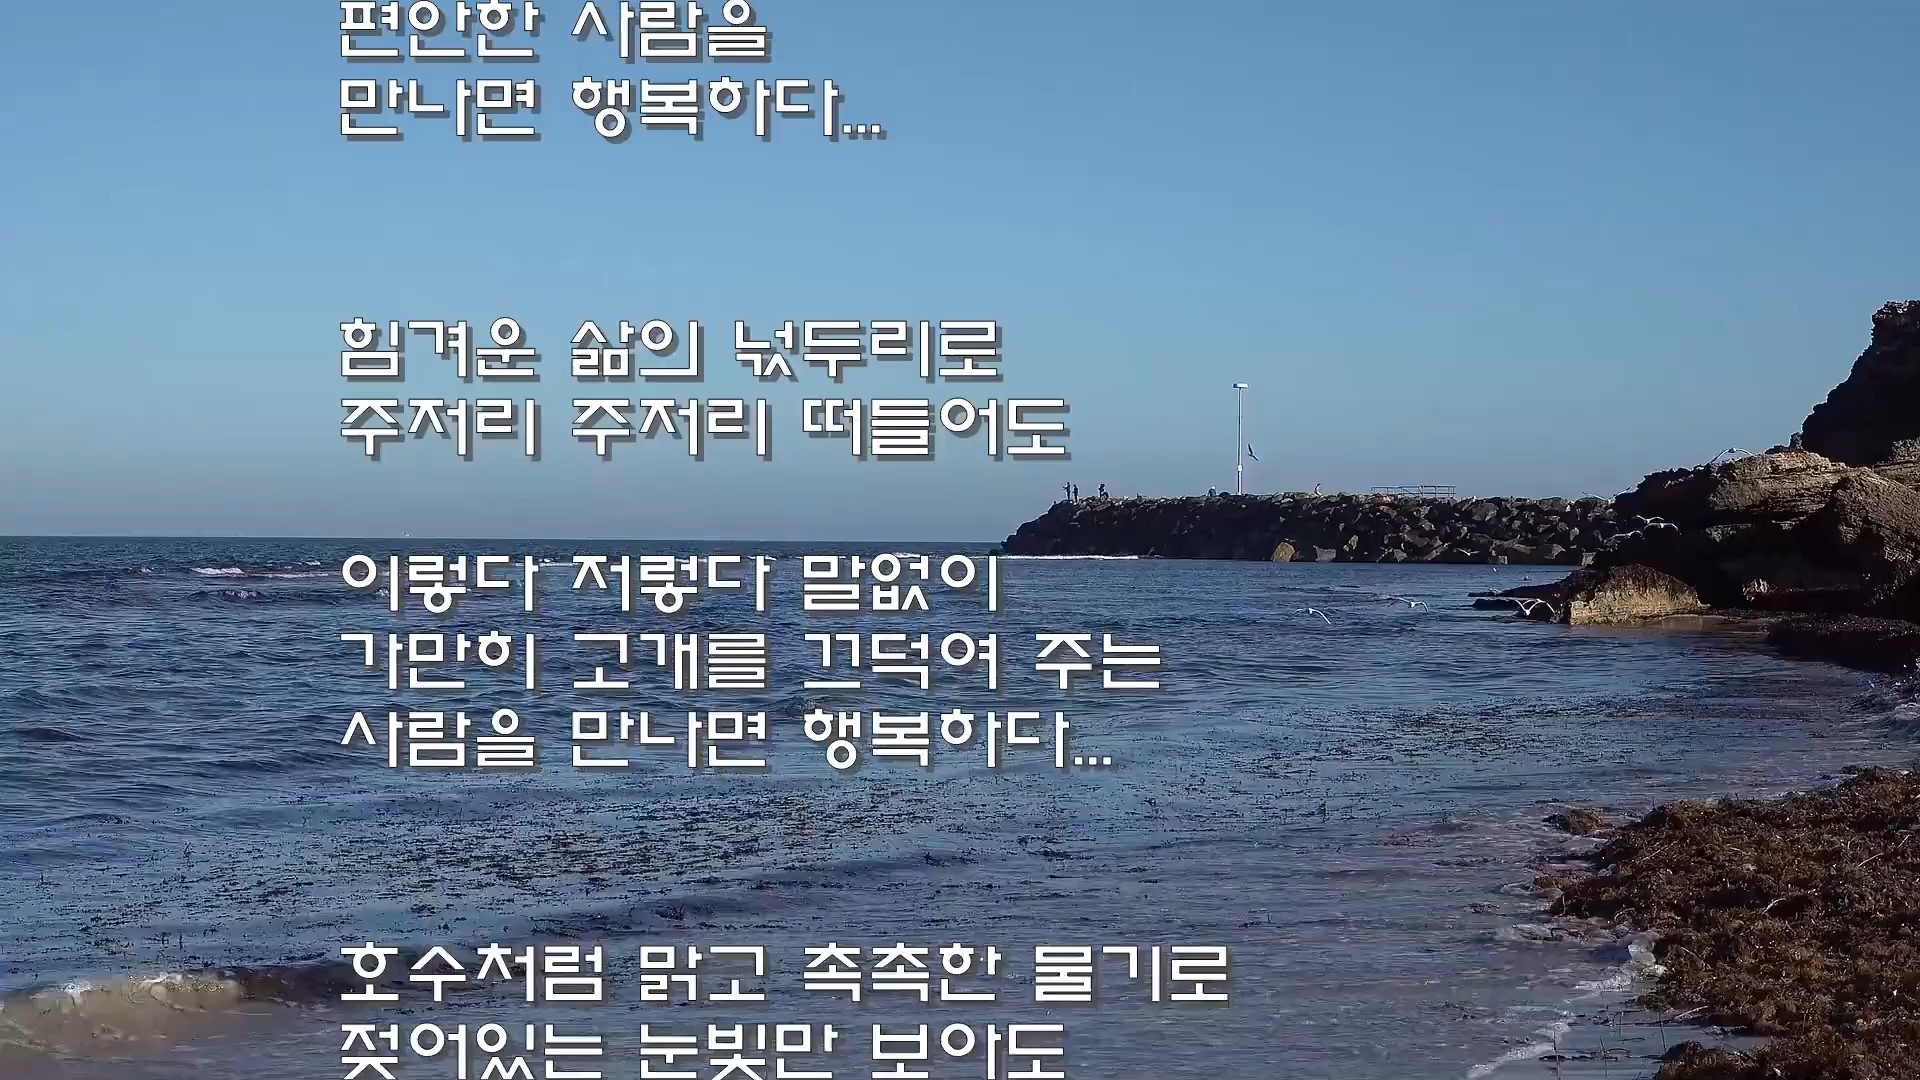 편안한 사람을
만나면 행복하다...
힘겨운 삶의 넋두리로
주저리 주저리 떠들어도
이렇다 저렇다 말없이
가만히 고개를 끄덕여 주는
사람을 만나면 행복하다...
호수처럼 맑고 촉촉한 물기로
젖어있는 눈빛만 보아도